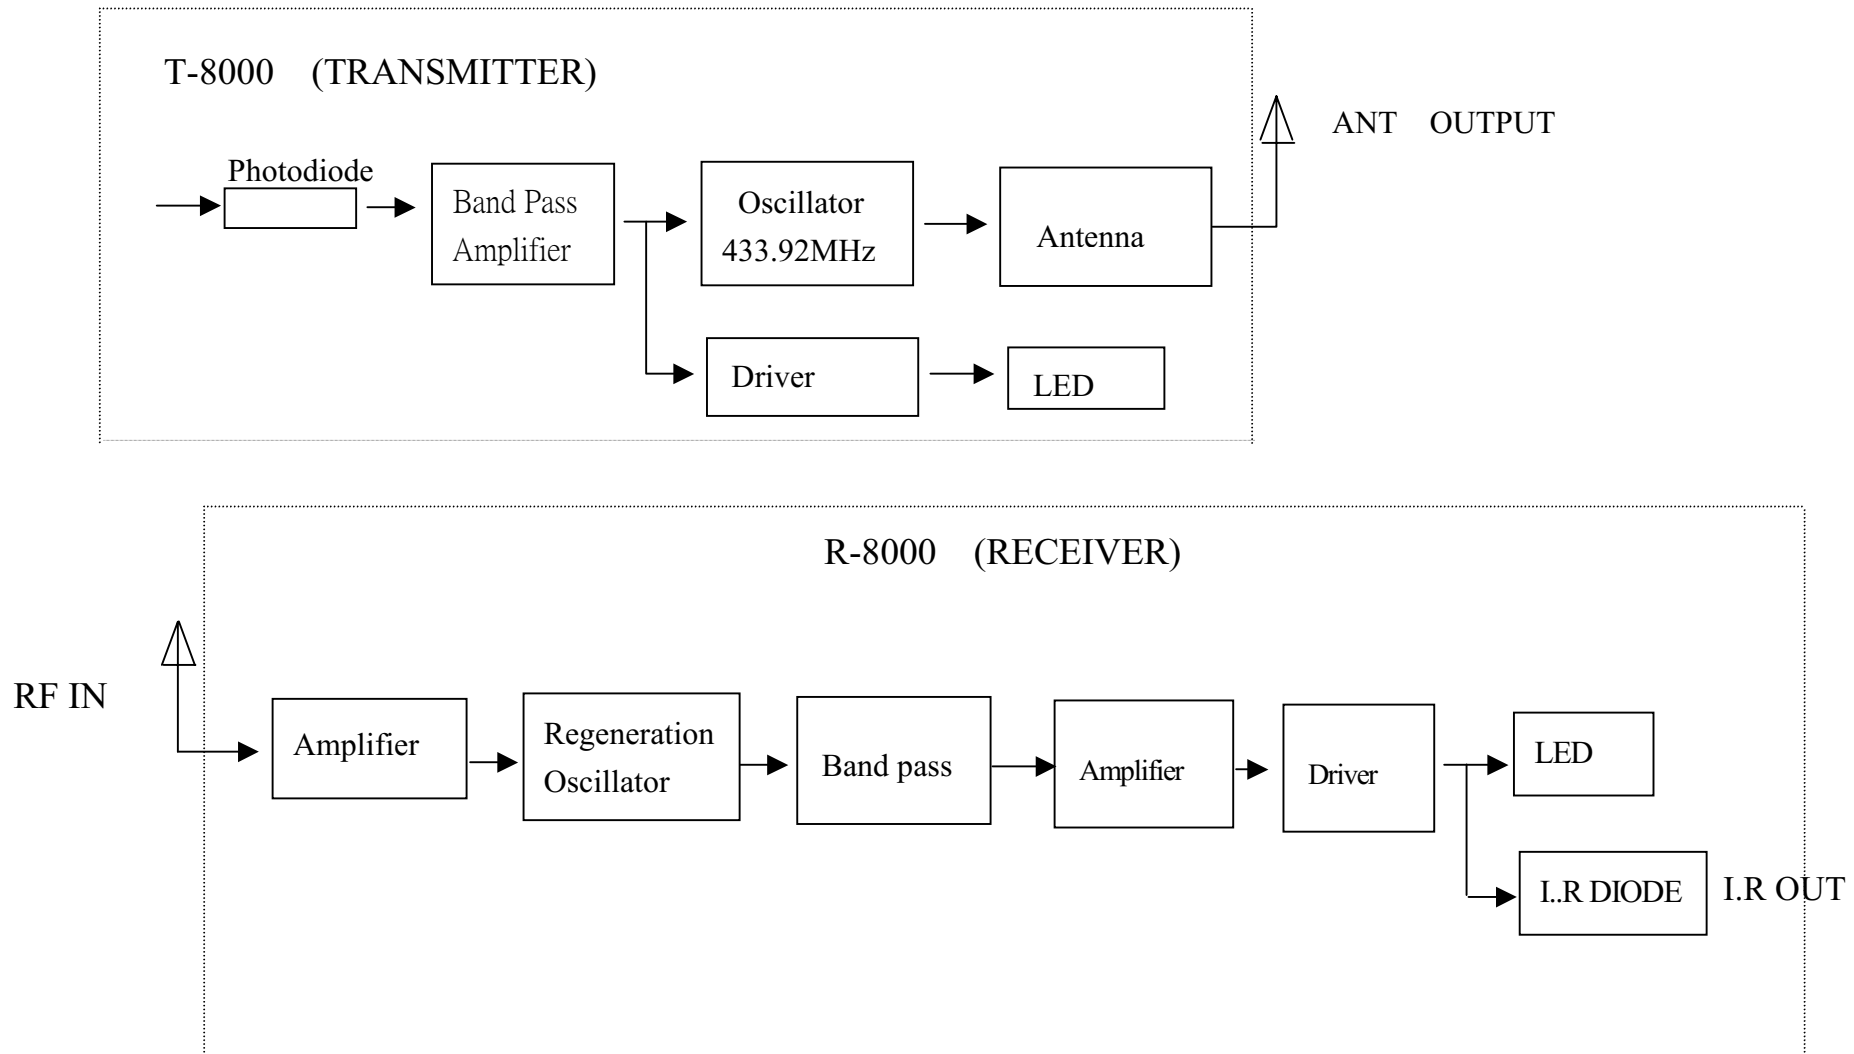 T-8000 (TRANSMITTER)
ANT OUTPUT
Photodiode
Band Pass
Amplifier
Oscillator
433.92MHz
Antenna
Driver
LED
R-8000 (RECEIVER)
RF IN
Amplifier
Regeneration
Oscillator
Band pass
Amplifier
Driver
LED
I..R DIODE
I.R OUT